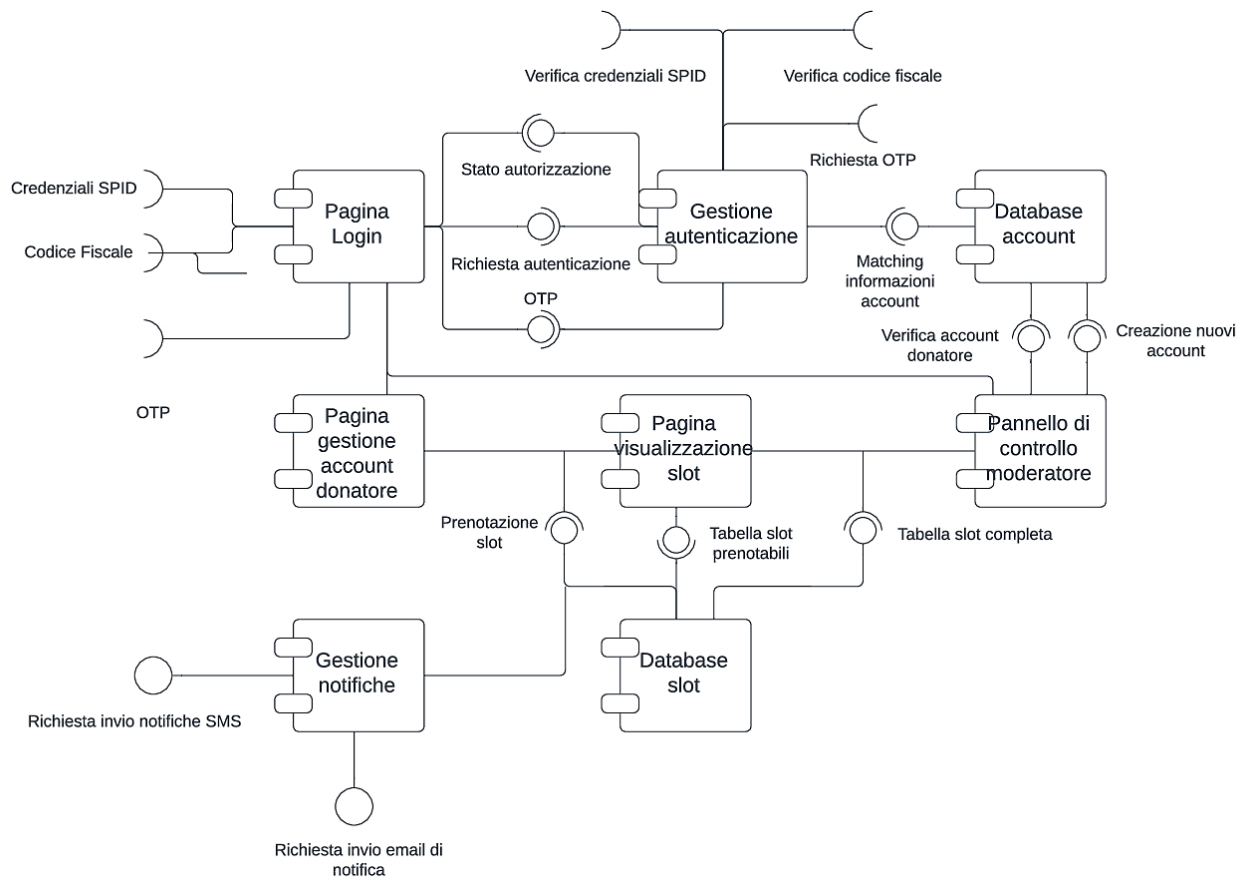 Verifica credenziali SPID
Verifica codice fiscale
Richiesta OTP
Stato autorizzazione
Credenziali SPID
Pagina
Login
Gestione
autenticazione
Database
account
Codice Fiscale
Richiesta autenticazione
Matching
informazioni
account
OTP
Verifica account
donatore
Creazione nuovi
account
OTP
Pagina
gestione
account
donatore
Pagina
visualizzazione
slot
Pannello di
controllo
moderatore
Prenotazione
slot
Tabella slot
prenotabili
Tabella slot completa
Gestione
notifiche
Database
slot
Richiesta invio notifiche SMS
Richiesta invio email di
notifica